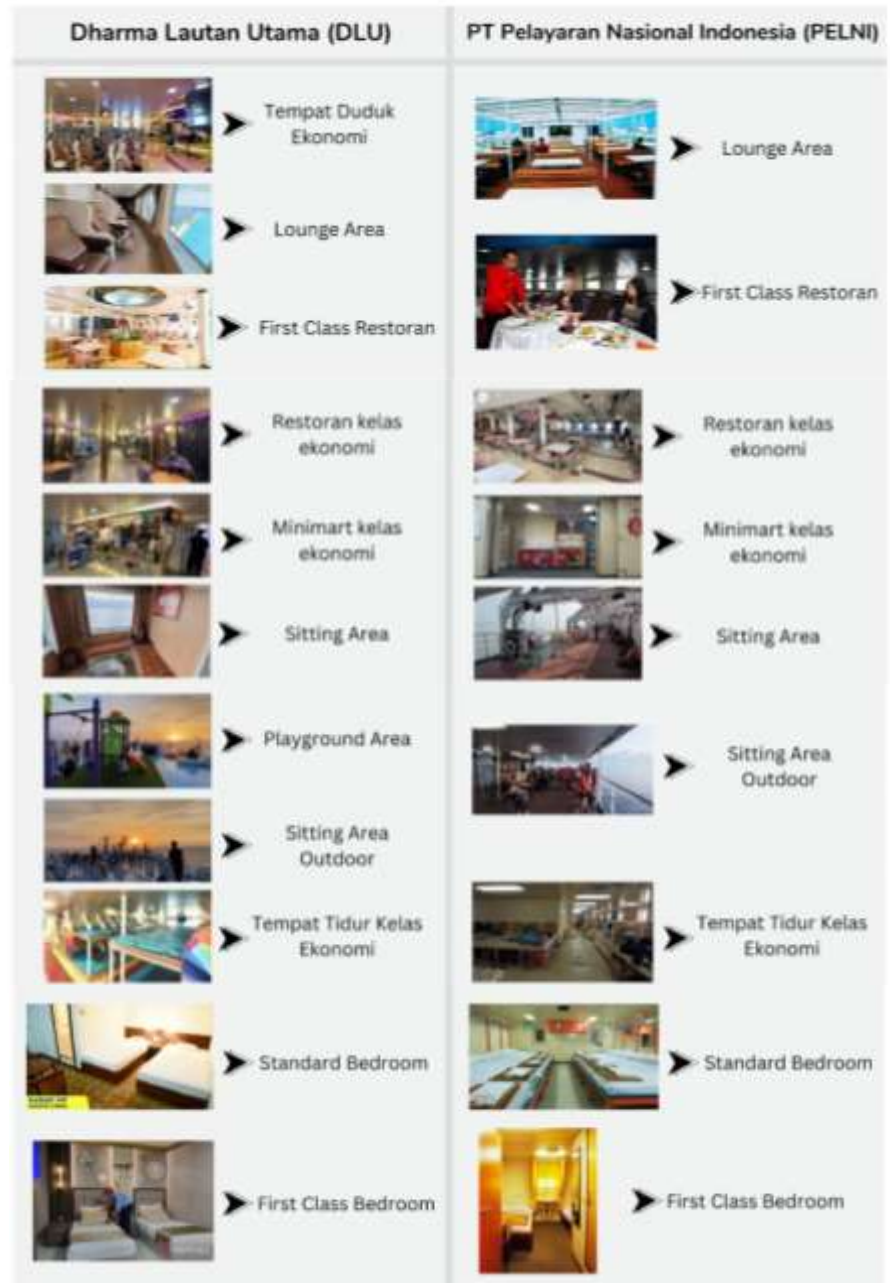 Dharma Lautan Utama (DLU)
PT Pelayaran Nasional Indonesia (PELNI)
Tempat Duduk
Ekonomi
Lounge Area
First Class Restoran
Lounge Area
First Class Restoran
Restoran kelas
ekonomi
Minimart kelas
ekonomi
Sitting Area
Restoran kelas
ekonomi
Minimart kelas
ekonomi
Sitting Area
Playground Area
Sitting Area
Outdoor
Tempat Tidur Kelas
Ekonomi
Sitting Area
Outdoor
Tempat Tidur Kelas
Ekonomi
Standard Bedroom
Standard Bedroom
First Class Bedroom
First Class Bedroom